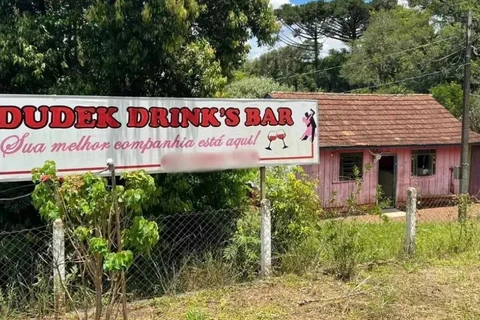 DUDEK DRINK'S BAR
Sua melhor companhia está aqui!